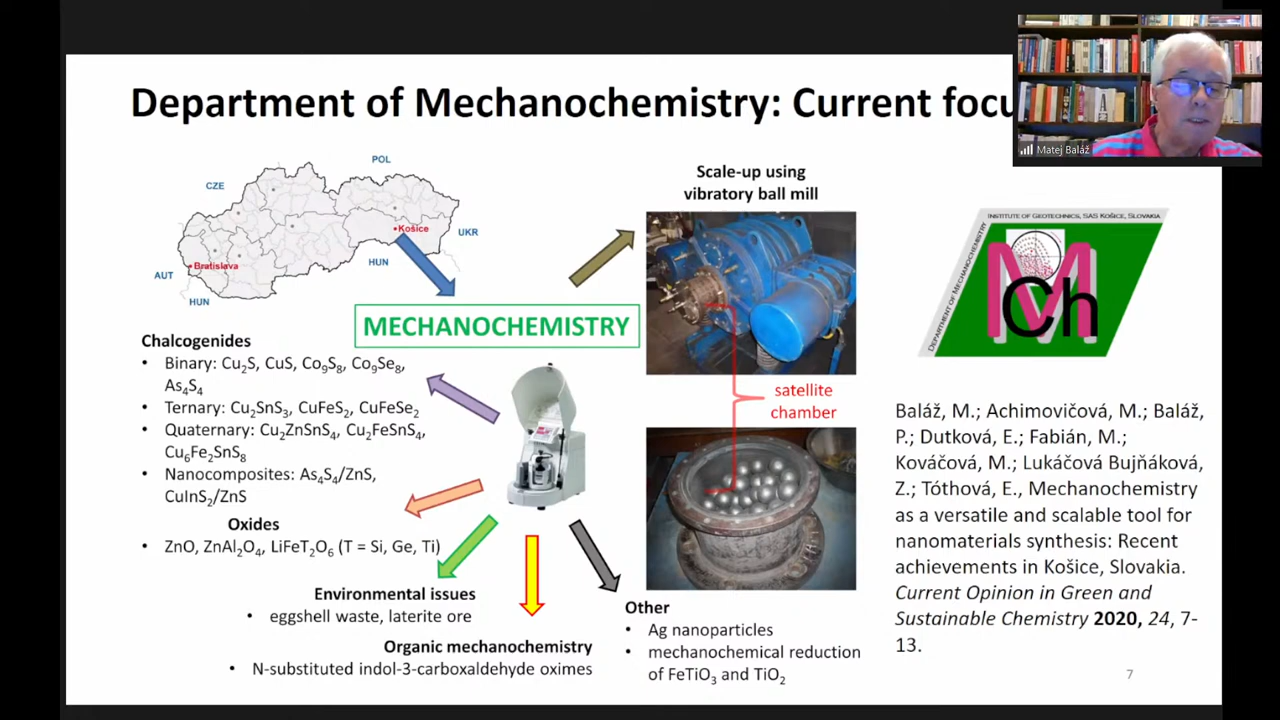 Department of Mechanochemistry: Current focu
Matej Baláž
POL
CZE
Košice
UKR
HUN
Bratislava
AUT
HUN
MECHANOCHEMISTRY
Scale-up using
vibratory ball mill
satellite
chamber
INSTITUTE OF GEOTECHNICS, SAS KOŠICE, SLOVAKIA
DEPARTMENT OF MECHANOCHEMISTRY
MCh
Chalcogenides
• Binary: Cu₂S, CuS, Co₉S₈, Co₉Se₈,
As₄S₄
• Ternary: Cu₂SnS₃, CuFeS₂, CuFeSe₂
• Quaternary: Cu₂ZnSnS₄, Cu₂FeSnS₄,
Cu₆Fe₂SnS₈
• Nanocomposites: As₄S₄/ZnS,
CuInS₂/ZnS
Oxides
• ZnO, ZnAl₂O₄, LiFeT₂O₆ (T = Si, Ge, Ti)
Environmental issues
• eggshell waste, laterite ore
Organic mechanochemistry
• N-substituted indol-3-carboxaldehyde oximes
Other
• Ag nanoparticles
• mechanochemical reduction
of FeTiO₃ and TiO₂
Baláž, M.; Achimovičová, M.; Baláž,
P.; Dutková, E.; Fabián, M.;
Kováčová, M.; Lukáčová Bujňáková,
Z.; Tóthová, E., Mechanochemistry
as a versatile and scalable tool for
nanomaterials synthesis: Recent
achievements in Košice, Slovakia.
Current Opinion in Green and
Sustainable Chemistry 2020, 24, 7-
13.
7